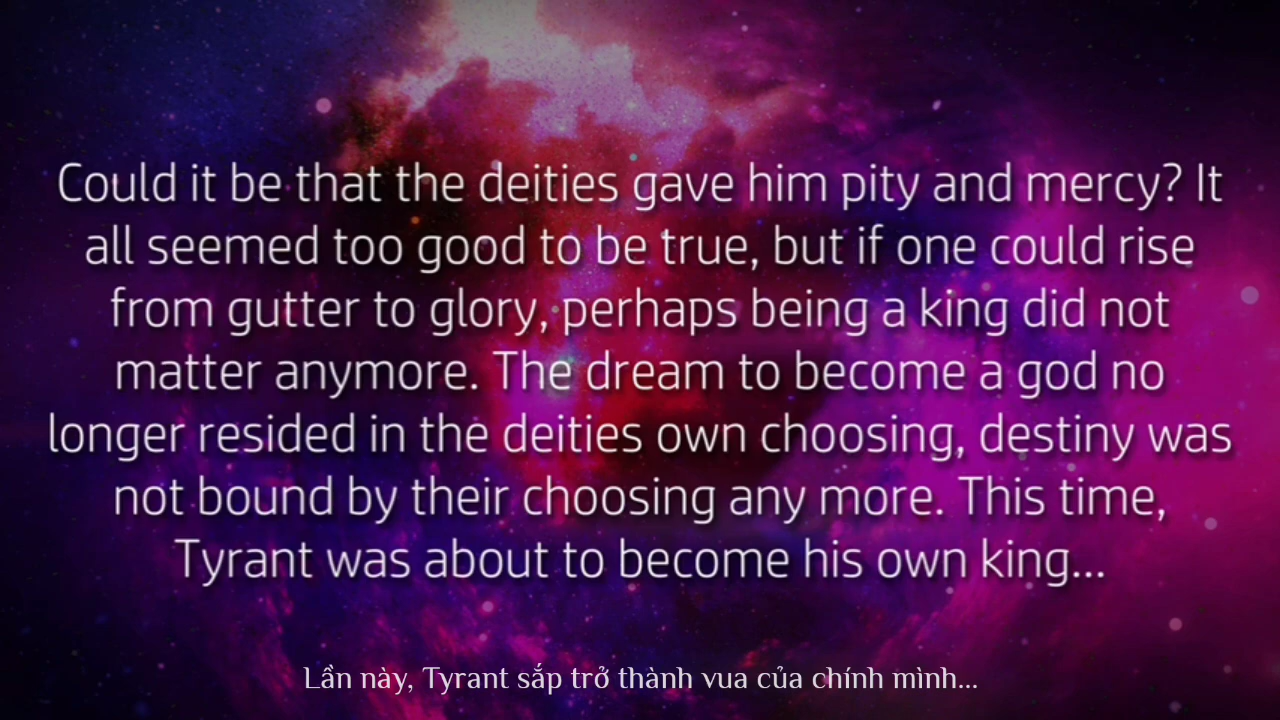 Could it be that the deities gave him pity and mercy? It
all seemed too good to be true, but if one could rise
from gutter to glory, perhaps being a king did not
matter anymore. The dream to become a god no
longer resided in the deities own choosing, destiny was
not bound by their choosing any more. This time,
Tyrant was about to become his own king...
Lần này, Tyrant sắp trở thành vua của chính mình...